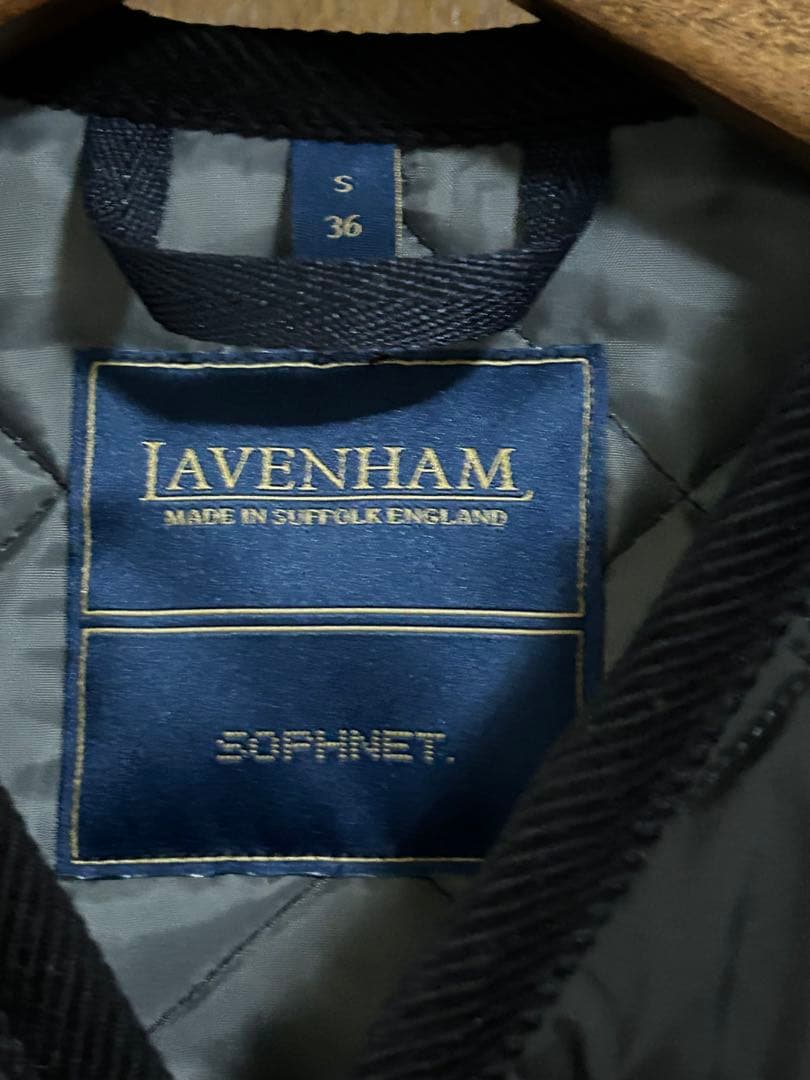 S
36
LAVENHAM
MADE IN SUFFOLK ENGLAND
SOPHNET.